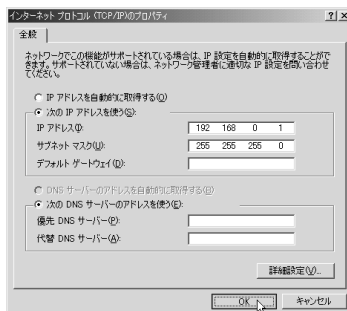 インターネット プロトコル (TCP/IP)のプロパティ
全般
ネットワークでこの機能がサポートされている場合は、IP 設定を自動的に取得することがで
きます。サポートされていない場合は、ネットワーク管理者に適切な IP 設定を問い合わせ
てください。
IP アドレスを自動的に取得する(O)
次の IP アドレスを使う(S):
IP アドレス(I): 192 168 0 1
サブネット マスク(U): 255 255 255 0
デフォルト ゲートウェイ(D):
DNS サーバーのアドレスを自動的に取得する(B)
次の DNS サーバーのアドレスを使う(E):
優先 DNS サーバー(P):
代替 DNS サーバー(A):
詳細設定(V)...
OK キャンセル